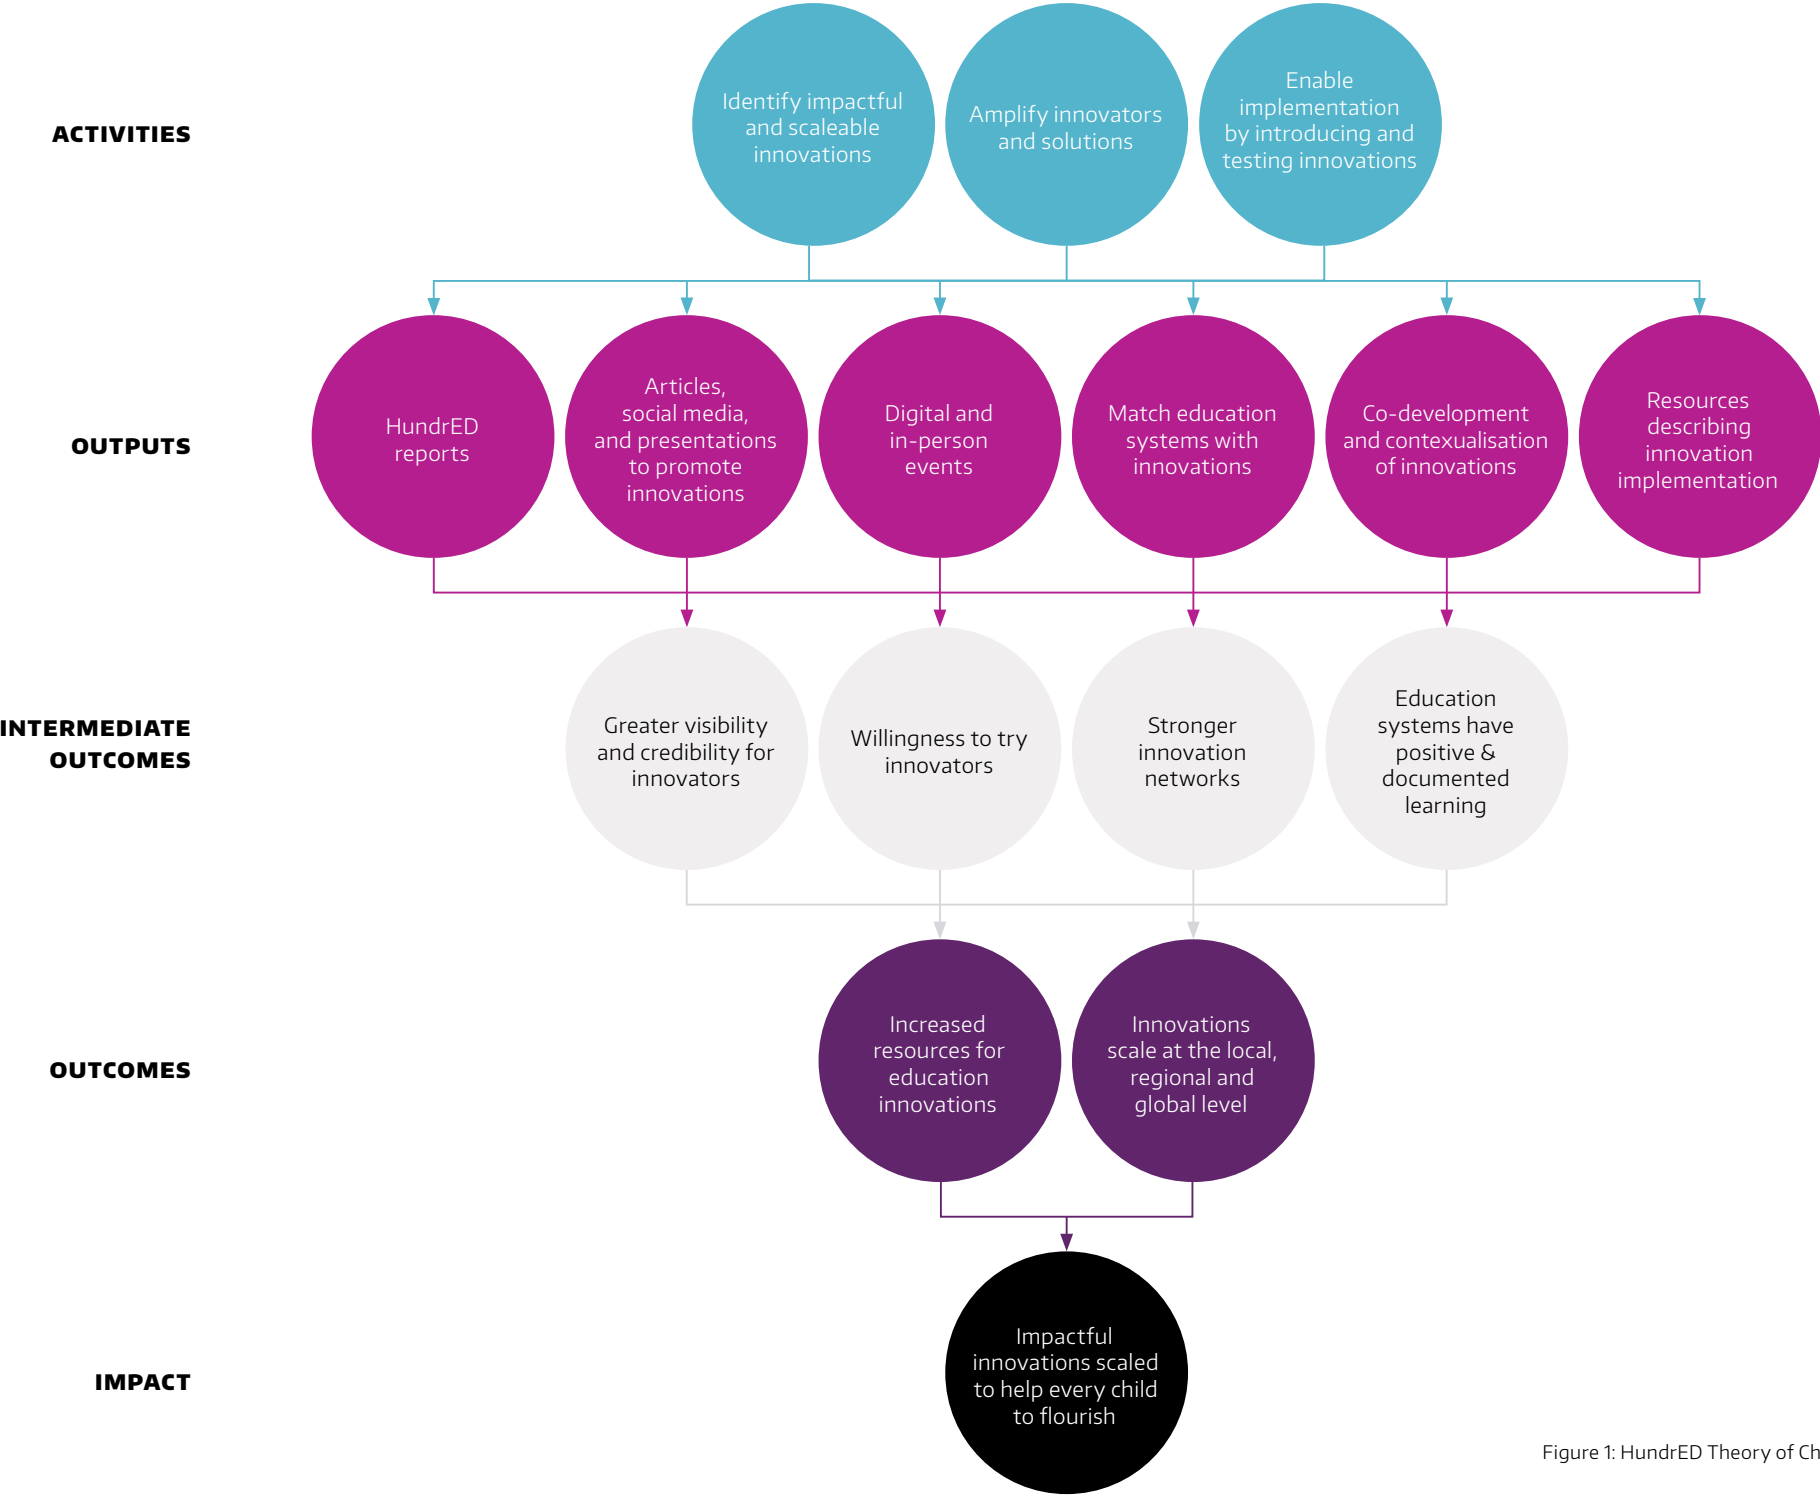 ACTIVITIES
Identify impactful
and scaleable
innovations
Amplify innovators
and solutions
Enable
implementation
by introducing and
testing innovations
OUTPUTS
HundrED
reports
Articles,
social media,
and presentations
to promote
innovations
Digital and
in-person
events
Match education
systems with
innovations
Co-development
and contexualisation
of innovations
Resources
describing
innovation
implementation
INTERMEDIATE
OUTCOMES
Greater visibility
and credibility for
innovators
Willingness to try
innovators
Stronger
innovation
networks
Education
systems have
positive &
documented
learning
OUTCOMES
Increased
resources for
education
innovations
Innovations
scale at the local,
regional and
global level
IMPACT
Impactful
innovations scaled
to help every child
to flourish
Figure 1: HundrED Theory of Ch